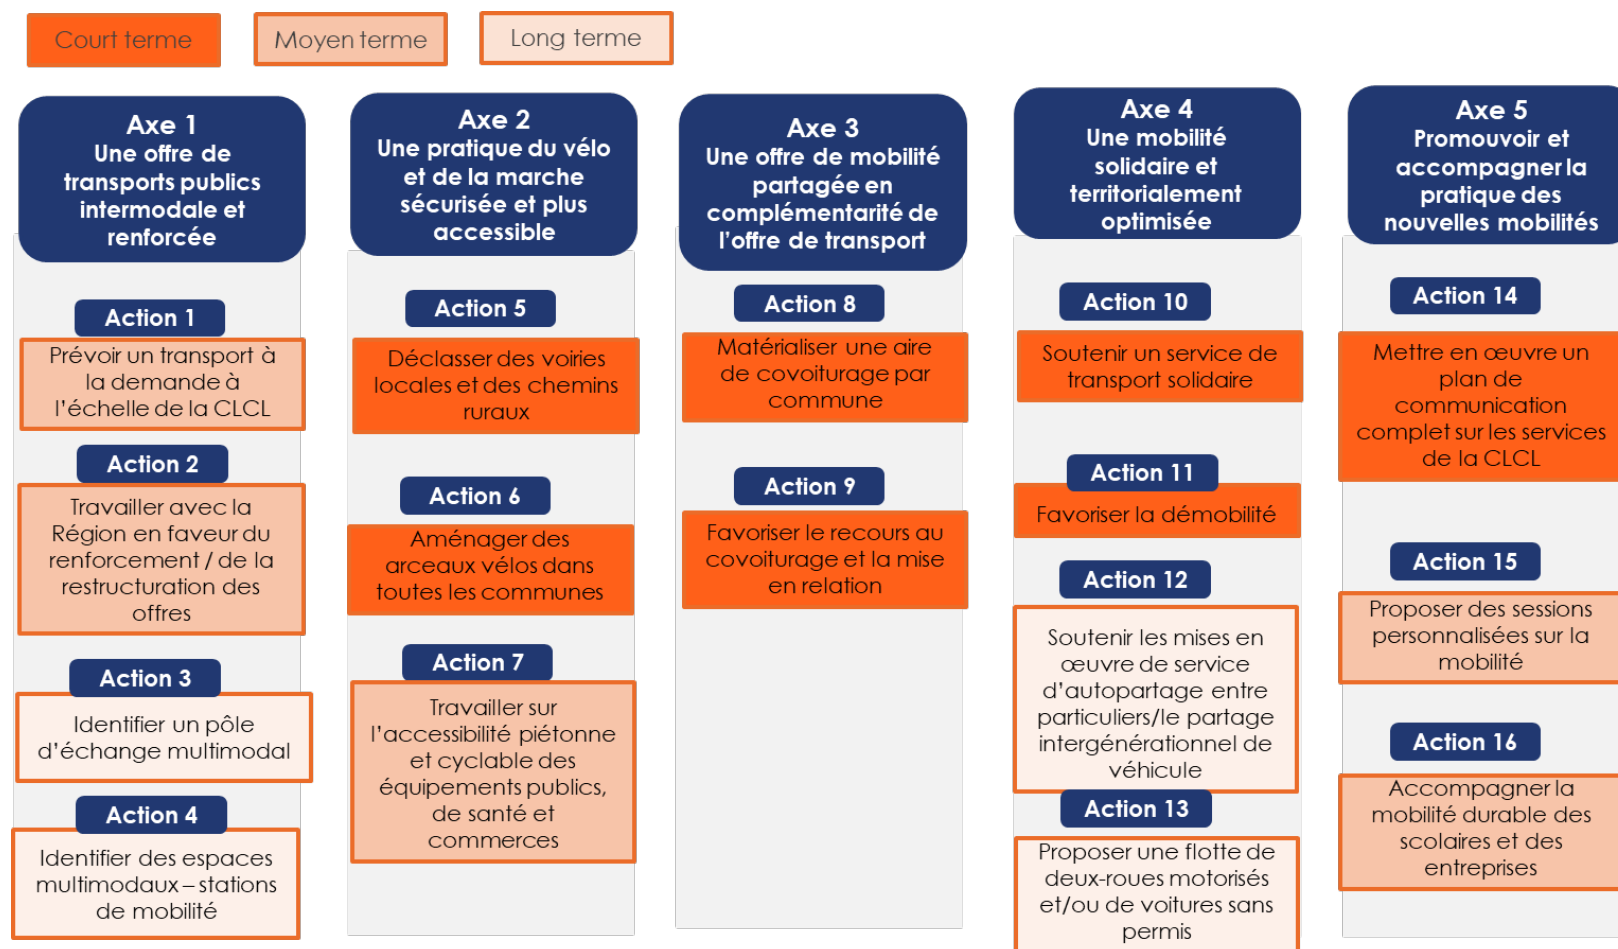 Court terme
Moyen terme
Long terme
Axe 1
Une offre de
transports publics
intermodale et
renforcée
Action 1
Prévoir un transport à
la demande à
l'échelle de la CLCL
Action 2
Travailler avec la
Région en faveur du
renforcement / de la
restructuration des
offres
Action 3
Identifier un pôle
d'échange multimodal
Action 4
Identifier des espaces
multimodaux – stations
de mobilité
Axe 2
Une pratique du vélo
et de la marche
sécurisée et plus
accessible
Action 5
Déclasser des voiries
locales et des chemins
ruraux
Action 6
Aménager des
arceaux vélos dans
toutes les communes
Action 7
Travailler sur
l'accessibilité piétonne
et cyclable des
équipements publics,
de santé et
commerces
Axe 3
Une offre de mobilité
partagée en
complémentarité de
l'offre de transport
Action 8
Matérialiser une aire
de covoiturage par
commune
Action 9
Favoriser le recours au
covoiturage et la mise
en relation
Axe 4
Une mobilité
solidaire et
territorialement
optimisée
Action 10
Soutenir un service de
transport solidaire
Action 11
Favoriser la démobilité
Action 12
Soutenir les mises en
œuvre de service
d'autopartage entre
particuliers/le partage
intergénérationnel de
véhicule
Action 13
Proposer une flotte de
deux-roues motorisés
et/ou de voitures sans
permis
Axe 5
Promouvoir et
accompagner la
pratique des
nouvelles mobilités
Action 14
Mettre en œuvre un
plan de
communication
complet sur les services
de la CLCL
Action 15
Proposer des sessions
personnalisées sur la
mobilité
Action 16
Accompagner la
mobilité durable des
scolaires et des
entreprises